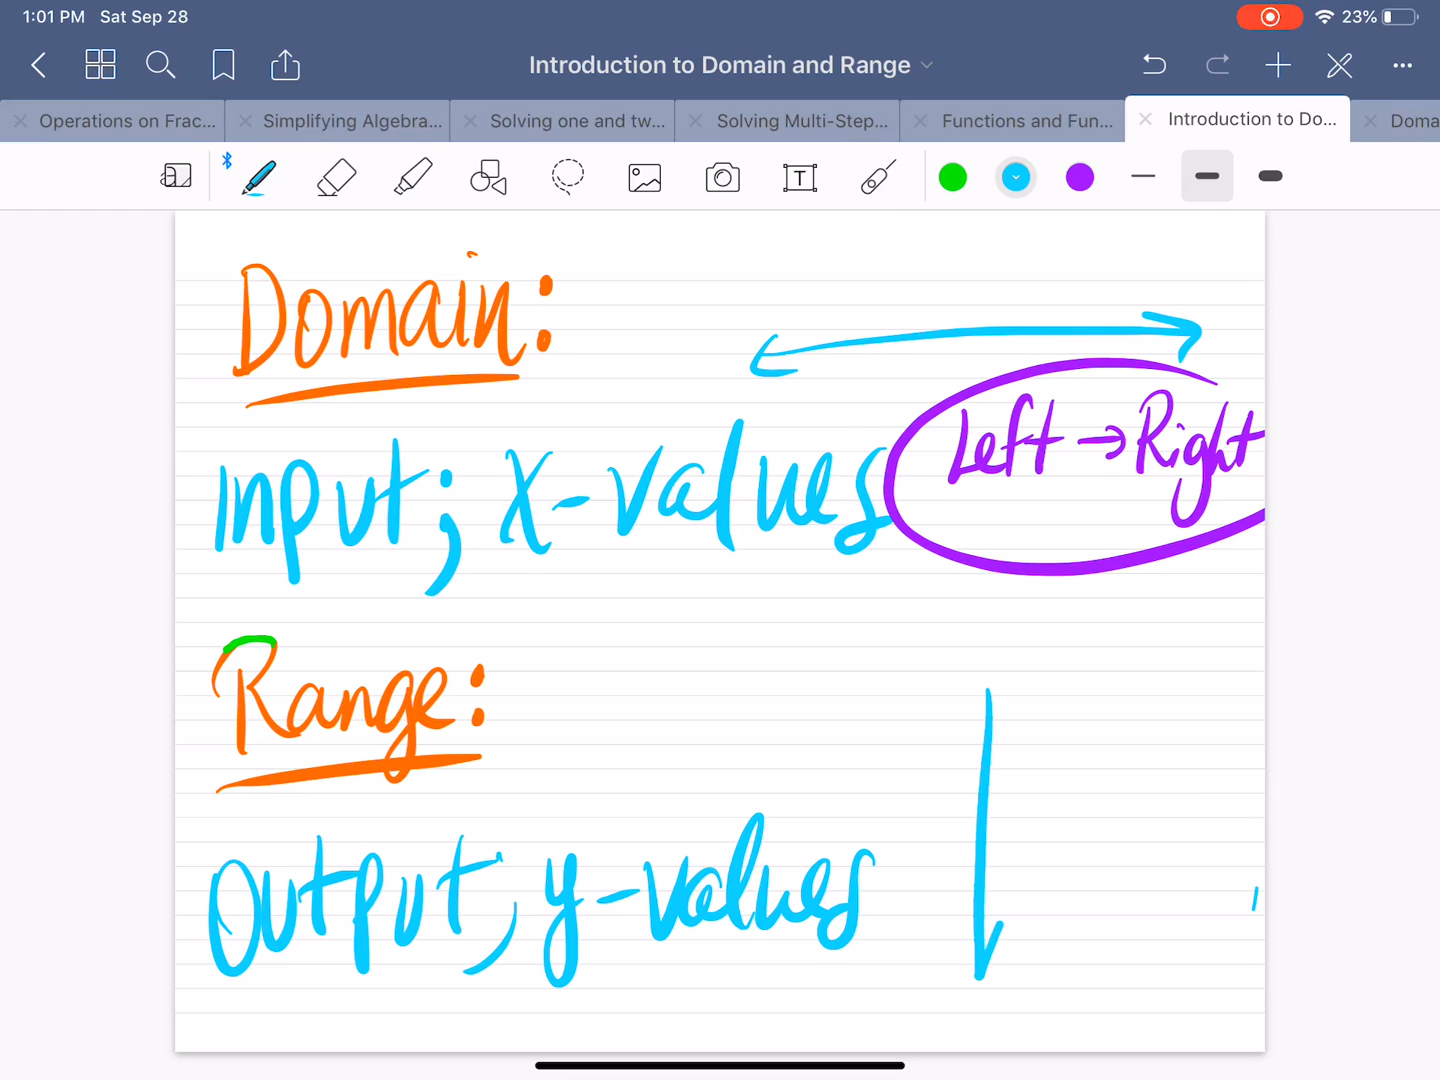 1:01 PM Sat Sep 28
23%
Introduction to Domain and Range
Operations on Frac...
Simplifying Algebra...
Solving one and tw...
Solving Multi-Step...
Functions and Fun...
Introduction to Do...
Doma
a
T
Domain:
Left → Right
input; x-values
Range:
Output, y-values